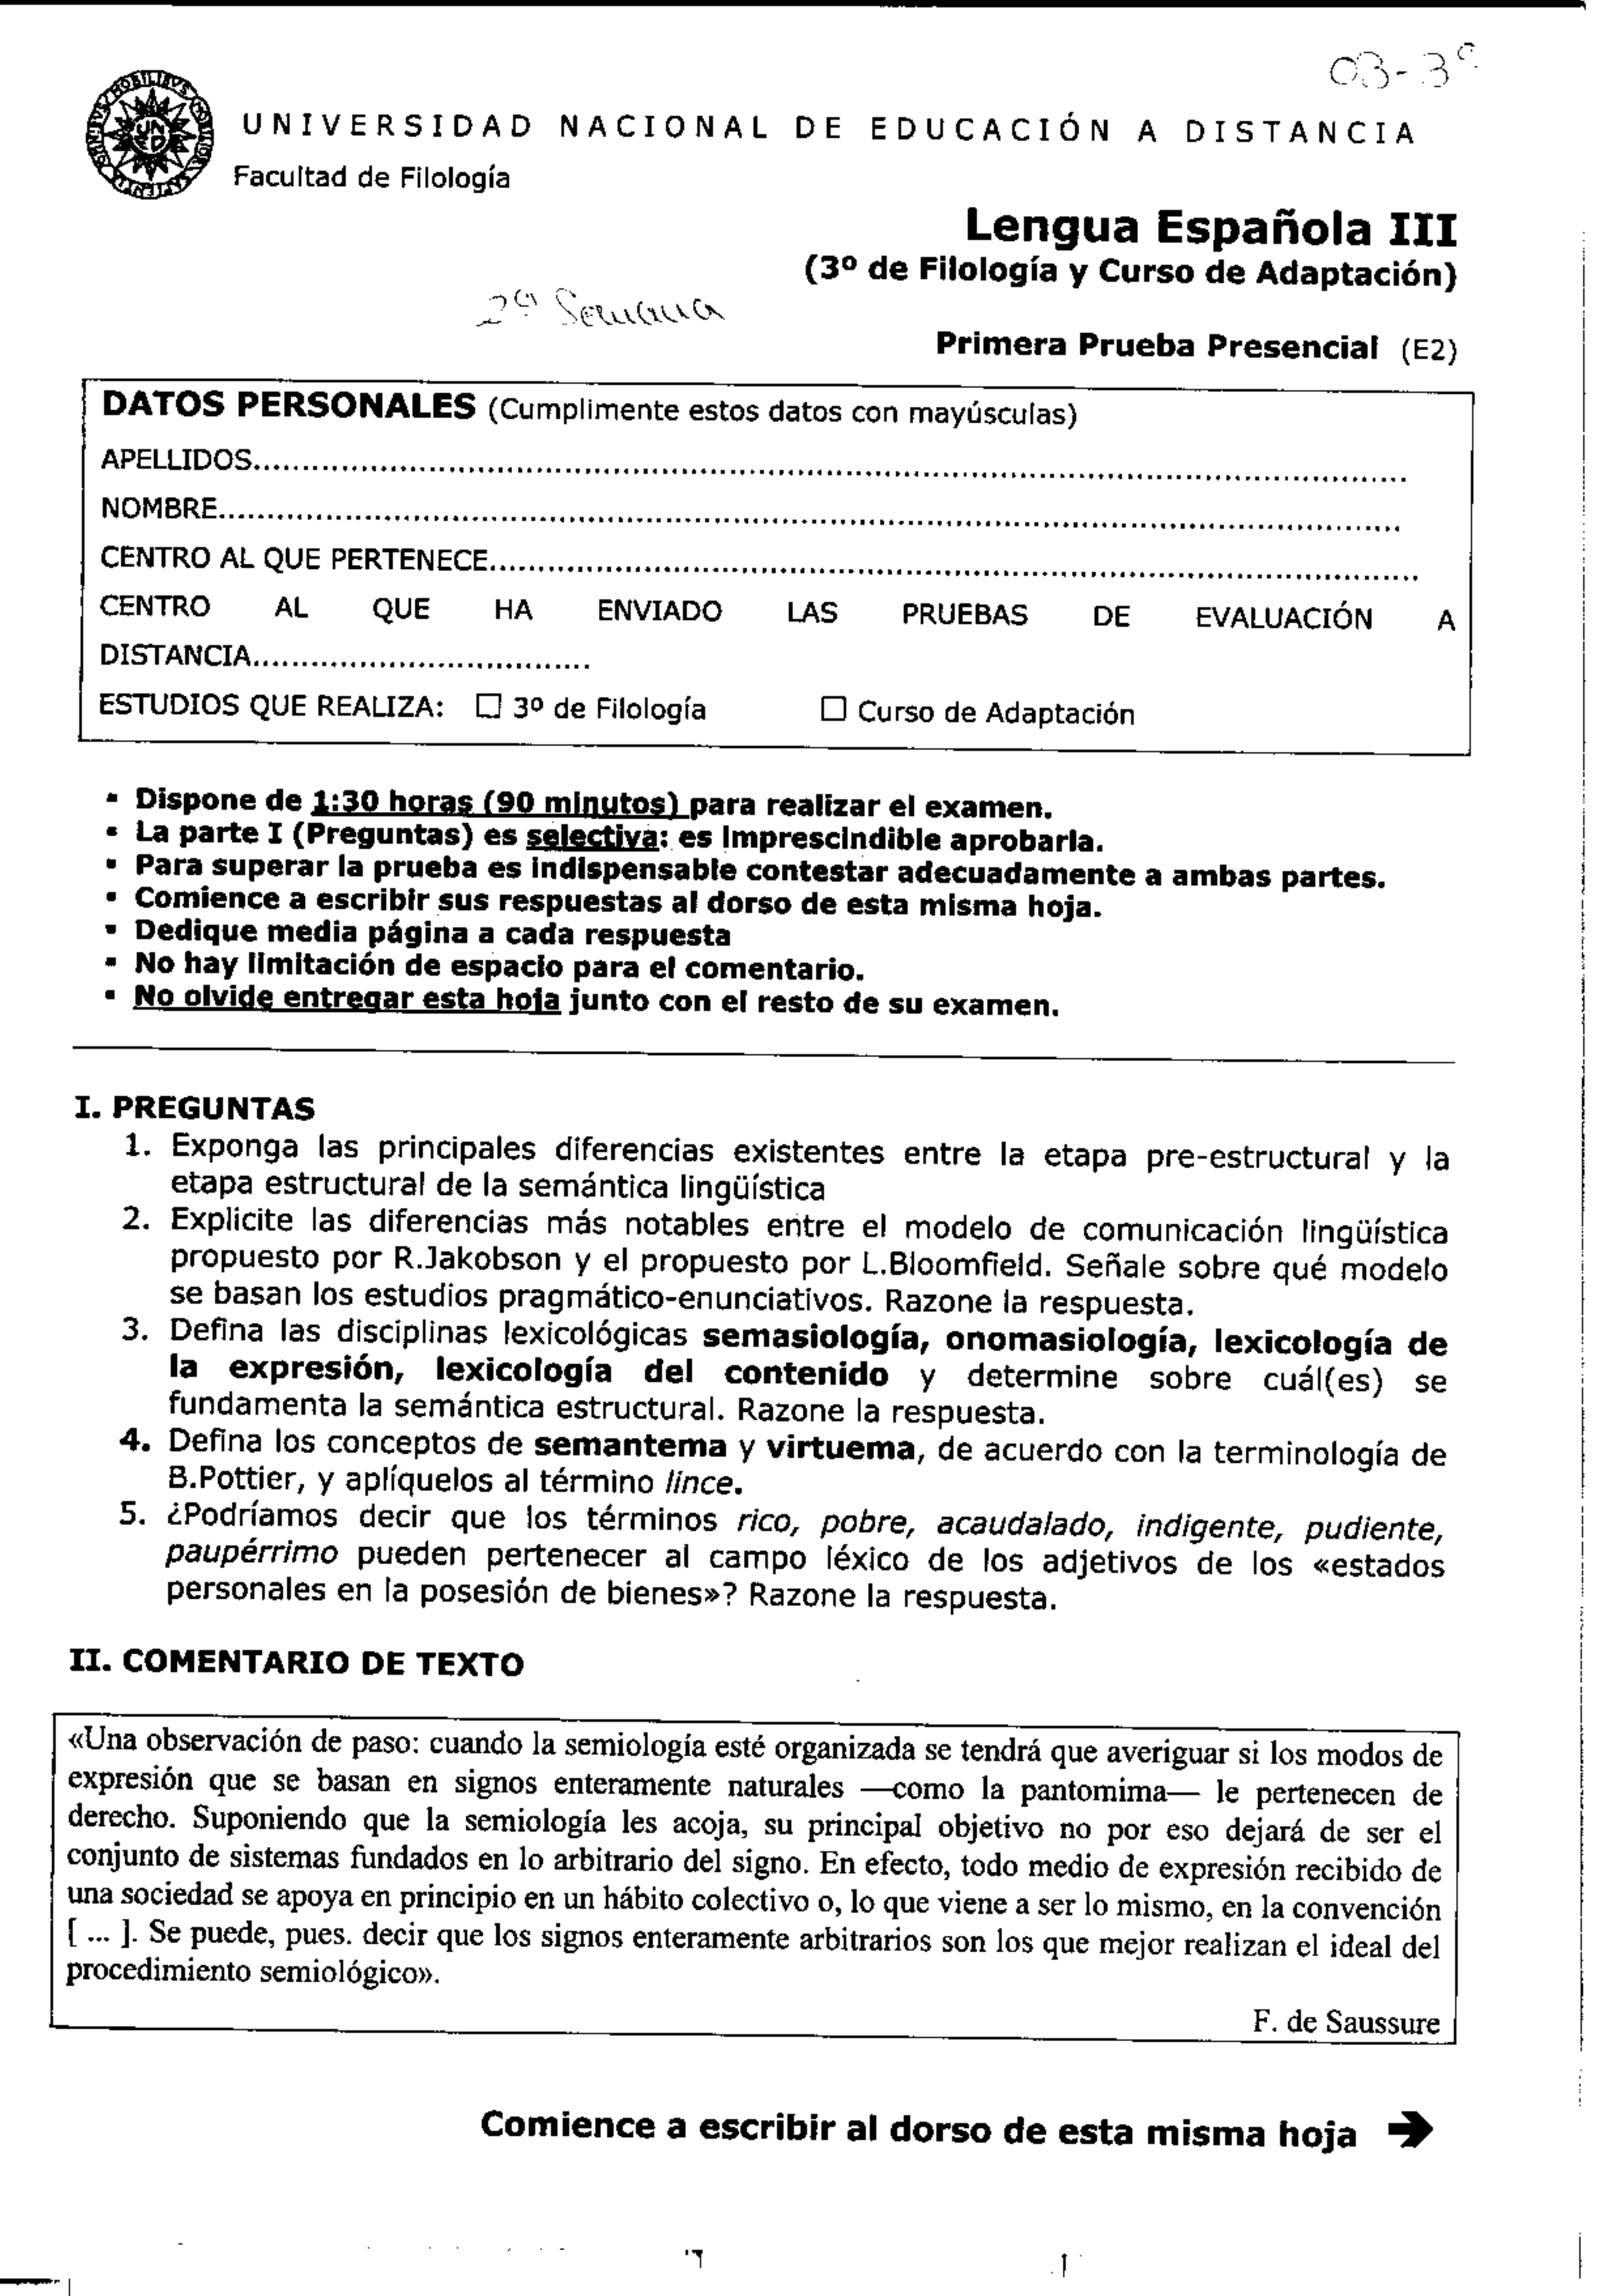 03-3º
UNIVERSIDAD NACIONAL DE EDUCACIÓN A DISTANCIA
Facultad de Filología
Lengua Española III
(3º de Filología y Curso de Adaptación)
2ª Semana
Primera Prueba Presencial (E2)
DATOS PERSONALES (Cumplimente estos datos con mayúsculas)
APELLIDOS
NOMBRE
CENTRO AL QUE PERTENECE
CENTRO AL QUE HA ENVIADO LAS PRUEBAS DE EVALUACIÓN A
DISTANCIA
ESTUDIOS QUE REALIZA: □ 3º de Filología □ Curso de Adaptación
▪ Dispone de 1:30 horas (90 minutos) para realizar el examen.
▪ La parte I (Preguntas) es selectiva: es imprescindible aprobarla.
▪ Para superar la prueba es indispensable contestar adecuadamente a ambas partes.
▪ Comience a escribir sus respuestas al dorso de esta misma hoja.
▪ Dedique media página a cada respuesta
▪ No hay limitación de espacio para el comentario.
▪ No olvide entregar esta hoja junto con el resto de su examen.
I. PREGUNTAS
1. Exponga las principales diferencias existentes entre la etapa pre-estructural y la
etapa estructural de la semántica lingüística
2. Explicite las diferencias más notables entre el modelo de comunicación lingüística
propuesto por R.Jakobson y el propuesto por L.Bloomfield. Señale sobre qué modelo
se basan los estudios pragmático-enunciativos. Razone la respuesta.
3. Defina las disciplinas lexicológicas semasiología, onomasiología, lexicología de
la expresión, lexicología del contenido y determine sobre cuál(es) se
fundamenta la semántica estructural. Razone la respuesta.
4. Defina los conceptos de semantema y virtuema, de acuerdo con la terminología de
B.Pottier, y aplíquelos al término lince.
5. ¿Podríamos decir que los términos rico, pobre, acaudalado, indigente, pudiente,
paupérrimo pueden pertenecer al campo léxico de los adjetivos de los «estados
personales en la posesión de bienes»? Razone la respuesta.
II. COMENTARIO DE TEXTO
«Una observación de paso: cuando la semiología esté organizada se tendrá que averiguar si los modos de
expresión que se basan en signos enteramente naturales —como la pantomima— le pertenecen de
derecho. Suponiendo que la semiología les acoja, su principal objetivo no por eso dejará de ser el
conjunto de sistemas fundados en lo arbitrario del signo. En efecto, todo medio de expresión recibido de
una sociedad se apoya en principio en un hábito colectivo o, lo que viene a ser lo mismo, en la convención
[ ... ]. Se puede, pues. decir que los signos enteramente arbitrarios son los que mejor realizan el ideal del
procedimiento semiológico».
F. de Saussure
Comience a escribir al dorso de esta misma hoja →